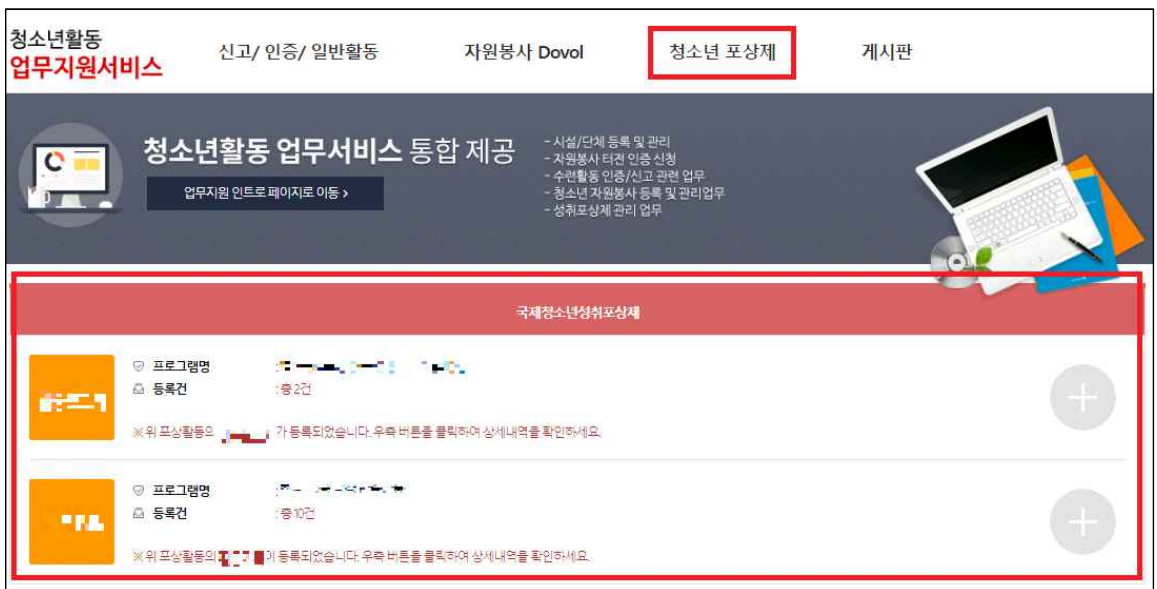 청소년활동
업무지원서비스
신고/ 인증/ 일반활동 자원봉사 Dovol 청소년 포상제 게시판
청소년활동 업무서비스 통합 제공
업무지원 인트로 페이지로 이동 >
- 시설/단체 등록 및 관리
- 자원봉사 터전 인증 신청
- 수련활동 인증/신고 관련 업무
- 청소년 자원봉사 등록 및 관리업무
- 성취포상제 관리 업무
국제청소년성취포상제
프로그램명 :
등록건 : 총 2건
※위 포상활동의 가 등록되었습니다. 우측 버튼을 클릭하여 상세내역을 확인하세요.
프로그램명 :
등록건 : 총 10건
※위 포상활동의 이 등록되었습니다. 우측 버튼을 클릭하여 상세내역을 확인하세요.